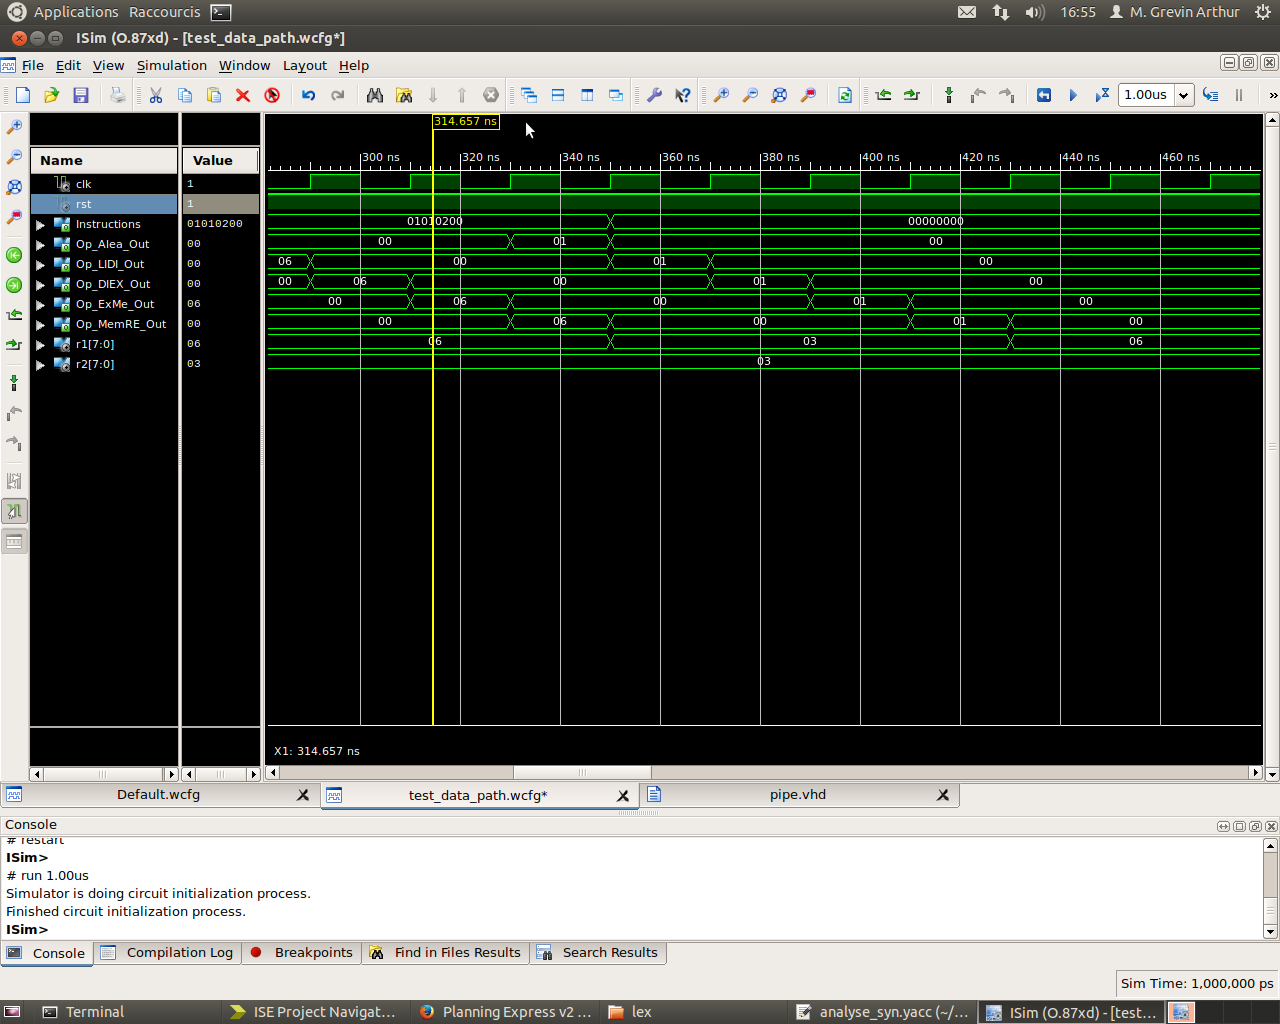 Applications Raccourcis 16:55 M. Grevin Arthur
ISim (O.87xd) - [test_data_path.wcfg*]
File Edit View Simulation Window Layout Help
1.00us »
314.657 ns
Name Value 300 ns 320 ns 340 ns 360 ns 380 ns 400 ns 420 ns 440 ns 460 ns
clk 1
rst 1
Instructions 01010200 01010200 00000000
Op_Alea_Out 00 00 01 00
Op_LIDI_Out 00 06 00 01 00
Op_DIEX_Out 00 00 06 00 01 00
Op_ExMe_Out 06 00 06 00 01 00
Op_MemRE_Out 00 00 06 00 01 00
r1[7:0] 06 06 03 06
r2[7:0] 03 03
X1: 314.657 ns
Default.wcfg test_data_path.wcfg* pipe.vhd
Console
# restart
ISim>
# run 1.00us
Simulator is doing circuit initialization process.
Finished circuit initialization process.
ISim>
Console Compilation Log Breakpoints Find in Files Results Search Results
Sim Time: 1,000,000 ps
Terminal ISE Project Navigat... Planning Express v2 ... lex analyse_syn.yacc (~/... ISim (O.87xd) - [test...